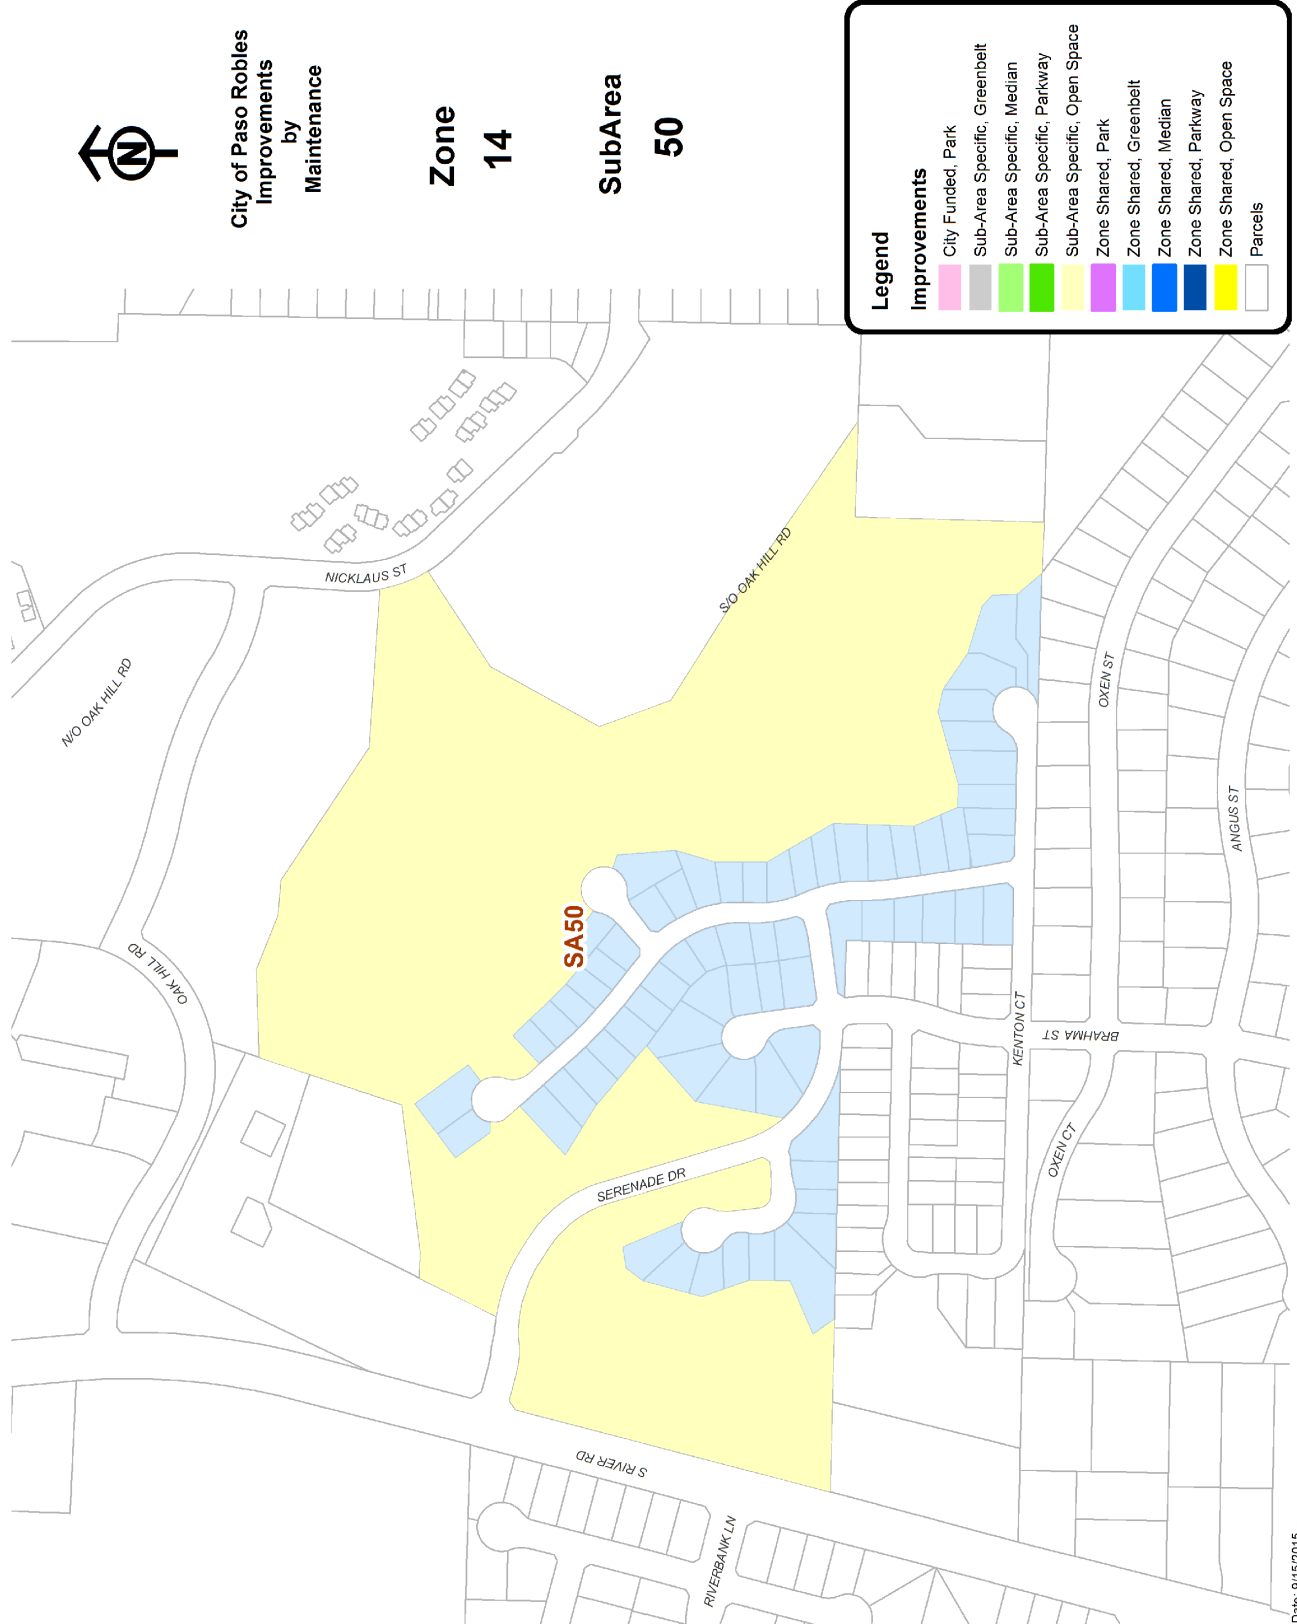 N
City of Paso Robles
Improvements
by
Maintenance
Zone
14
SubArea
50
Legend
Improvements
City Funded, Park
Sub-Area Specific, Greenbelt
Sub-Area Specific, Median
Sub-Area Specific, Parkway
Sub-Area Specific, Open Space
Zone Shared, Park
Zone Shared, Greenbelt
Zone Shared, Median
Zone Shared, Parkway
Zone Shared, Open Space
Parcels
NICKLAUS ST
N/O OAK HILL RD
S/O OAK HILL RD
OAK HILL RD
SA50
SERENADE DR
S RIVER RD
RIVERBANK LN
KENTON CT
BRAHMA ST
OXEN ST
OXEN CT
ANGUS ST
Date: 9/15/2015